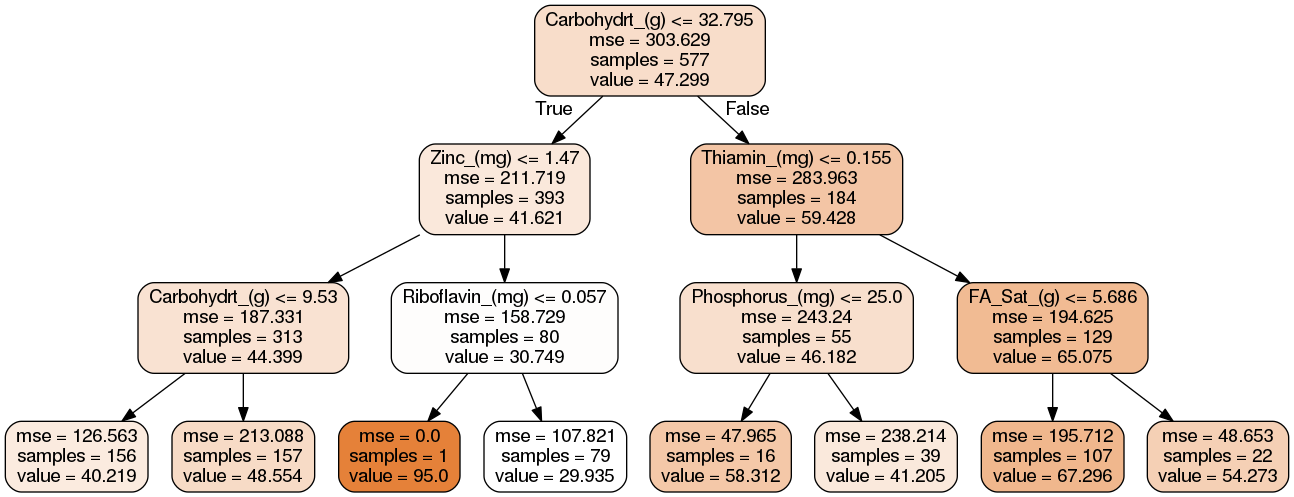 Carbohydrt_(g) <= 32.795
mse = 303.629
samples = 577
value = 47.299
True
False
Zinc_(mg) <= 1.47
mse = 211.719
samples = 393
value = 41.621
Thiamin_(mg) <= 0.155
mse = 283.963
samples = 184
value = 59.428
Carbohydrt_(g) <= 9.53
mse = 187.331
samples = 313
value = 44.399
Riboflavin_(mg) <= 0.057
mse = 158.729
samples = 80
value = 30.749
Phosphorus_(mg) <= 25.0
mse = 243.24
samples = 55
value = 46.182
FA_Sat_(g) <= 5.686
mse = 194.625
samples = 129
value = 65.075
mse = 126.563
samples = 156
value = 40.219
mse = 213.088
samples = 157
value = 48.554
mse = 0.0
samples = 1
value = 95.0
mse = 107.821
samples = 79
value = 29.935
mse = 47.965
samples = 16
value = 58.312
mse = 238.214
samples = 39
value = 41.205
mse = 195.712
samples = 107
value = 67.296
mse = 48.653
samples = 22
value = 54.273